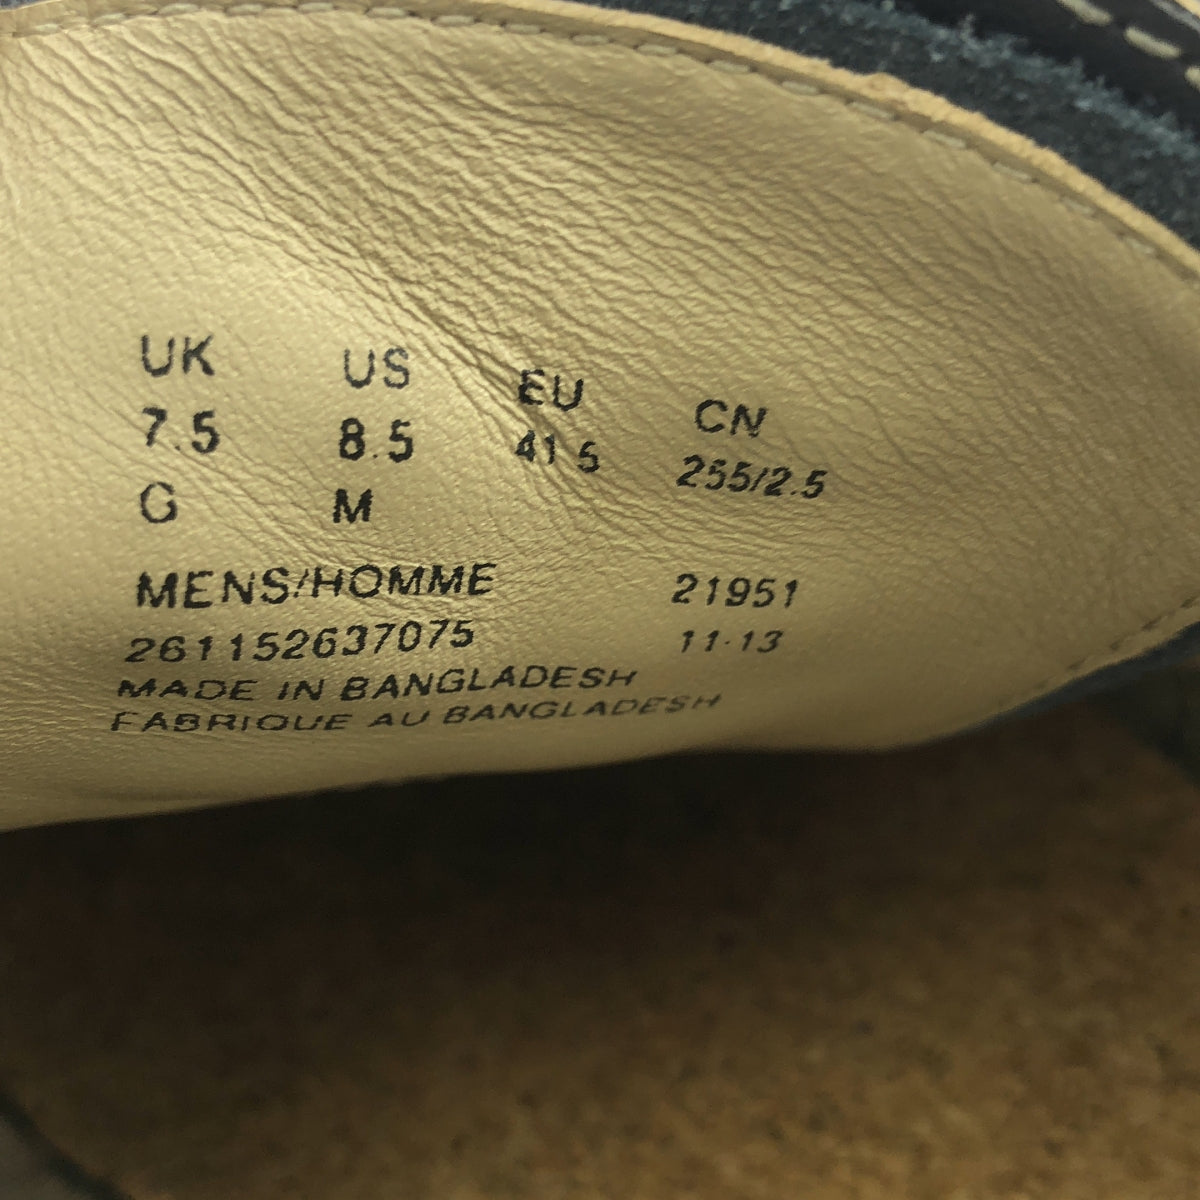 UK US EU CN
7.5 8.5 41.5 255/2.5
G M
MENS/HOMME 21951
261152637075 11·13
MADE IN BANGLADESH
FABRIQUE AU BANGLADESH